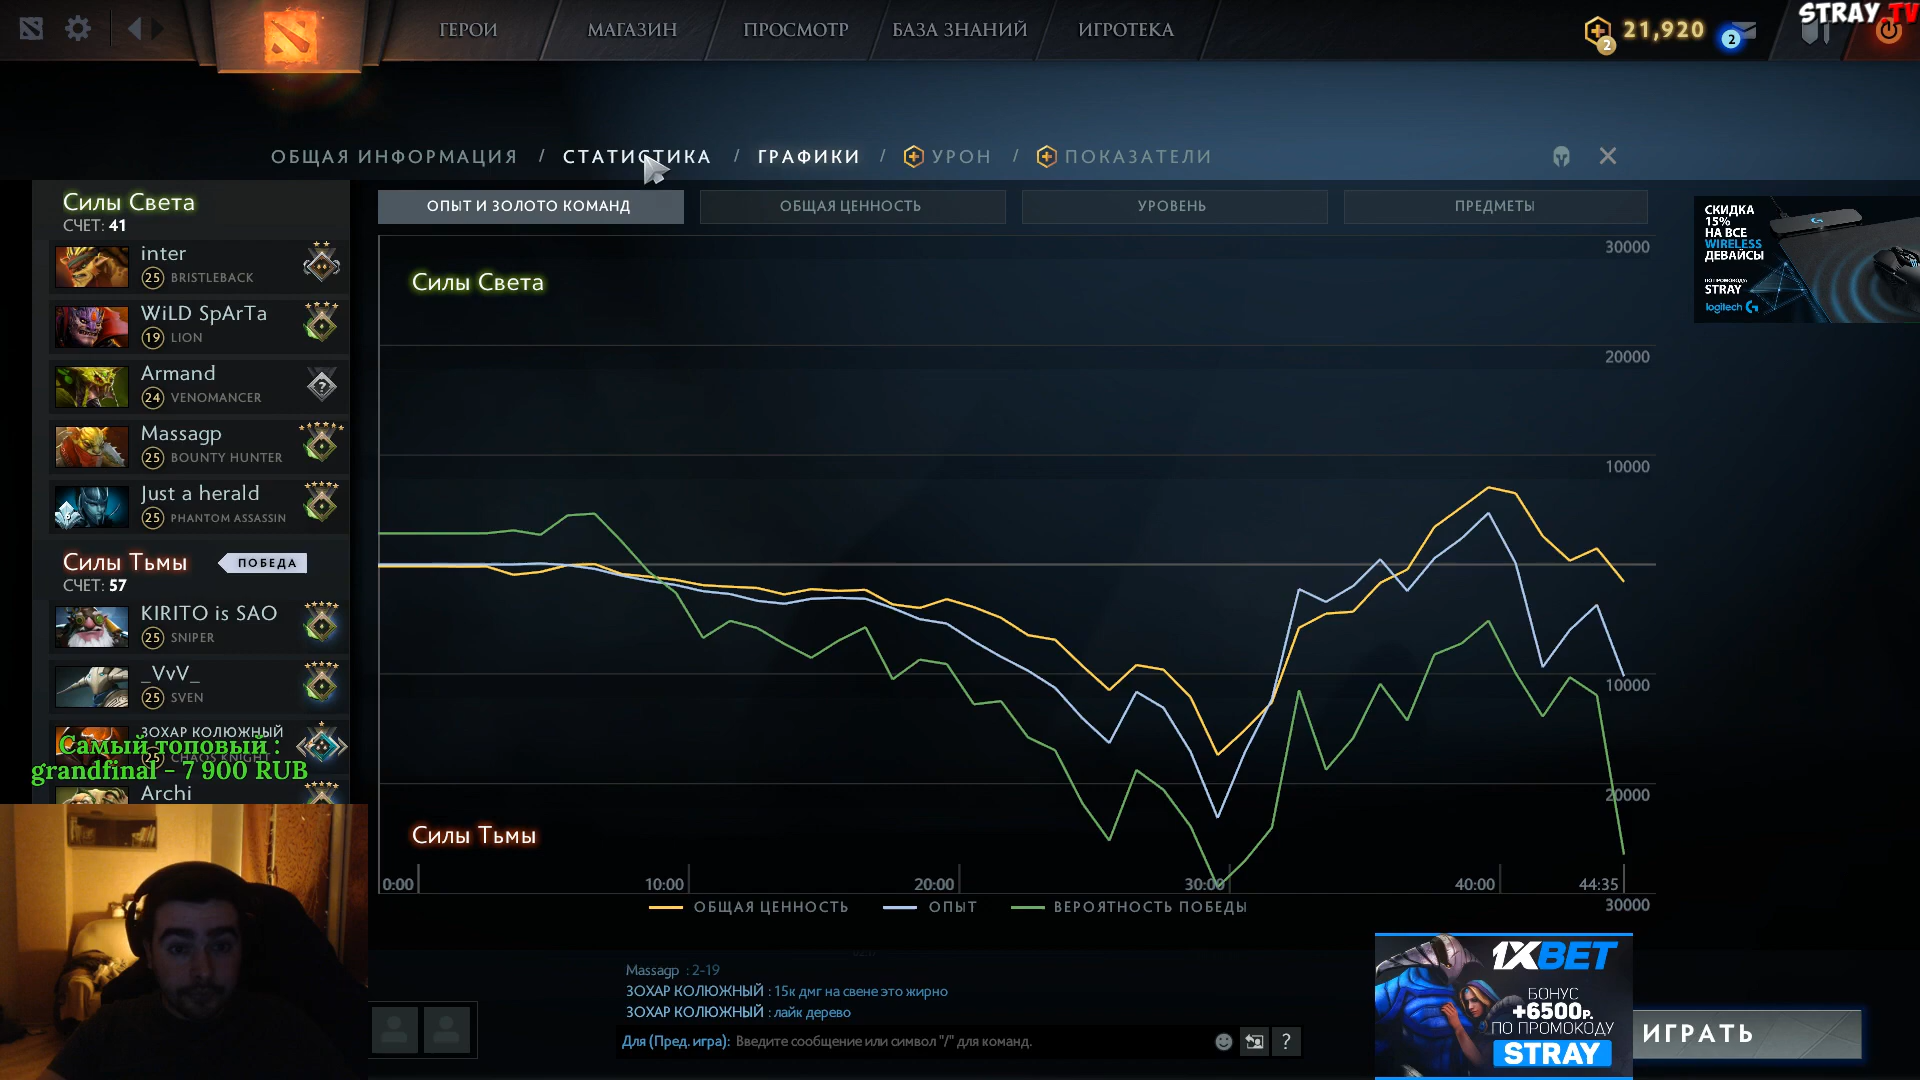 ГЕРОИ
МАГАЗИН
ПРОСМОТР
БАЗА ЗНАНИЙ
ИГРОТЕКА
2
21,920
2
STRAY TV
ОБЩАЯ ИНФОРМАЦИЯ / СТАТИСТИКА / ГРАФИКИ / УРОН / ПОКАЗАТЕЛИ
Силы Света
СЧЕТ: 41
inter
25 BRISTLEBACK
WiLD SpArTa
19 LION
Armand
24 VENOMANCER
Massagp
25 BOUNTY HUNTER
Just a herald
25 PHANTOM ASSASSIN
Силы Тьмы
ПОБЕДА
СЧЕТ: 57
KIRITO is SAO
25 SNIPER
_VvV_
25 SVEN
ЗОХАР КОЛЮЖНЫЙ
25 CHAOS KNIGHT
Самый топовый :
grandfinal - 7 900 RUB
Archi
ОПЫТ И ЗОЛОТО КОМАНД
ОБЩАЯ ЦЕННОСТЬ
УРОВЕНЬ
ПРЕДМЕТЫ
Силы Света
30000
20000
10000
10000
20000
30000
Силы Тьмы
0:00
10:00
20:00
30:00
40:00
44:35
ОБЩАЯ ЦЕННОСТЬ
ОПЫТ
ВЕРОЯТНОСТЬ ПОБЕДЫ
СКИДКА
15%
НА ВСЕ
WIRELESS
ДЕВАЙСЫ
ПО ПРОМОКОДУ
STRAY
logitech G
Massagp : 2-19
ЗОХАР КОЛЮЖНЫЙ : 15к дмг на свене это жирно
ЗОХАР КОЛЮЖНЫЙ : лайк дерево
Для (Пред. игра): Введите сообщение или символ "/" для команд.
?
1XBET
БОНУС
+6500р.
ПО ПРОМОКОДУ
STRAY
ИГРАТЬ